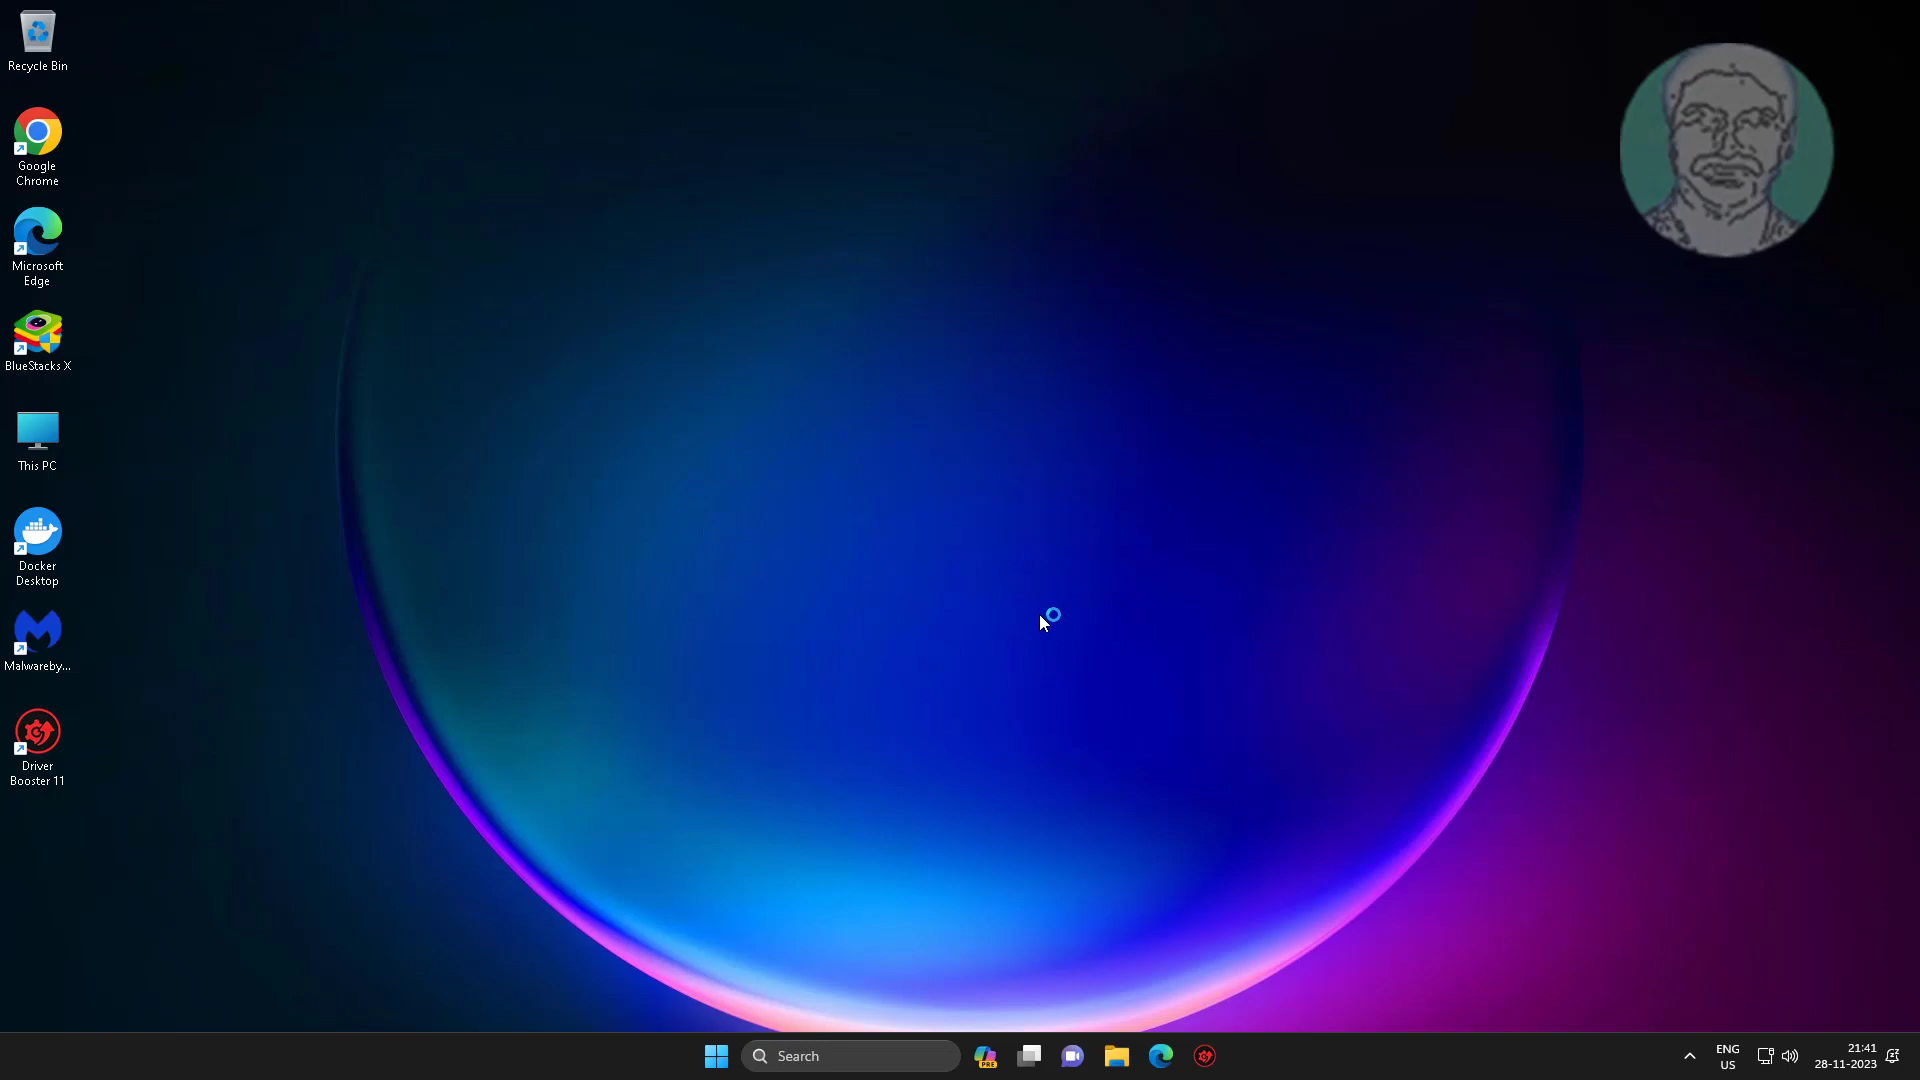 Recycle Bin
Google
Chrome
Microsoft
Edge
BlueStacks X
This PC
Docker
Desktop
Malwareby...
Driver
Booster 11
Search
PRE
ENG
US
21:41
28-11-2023